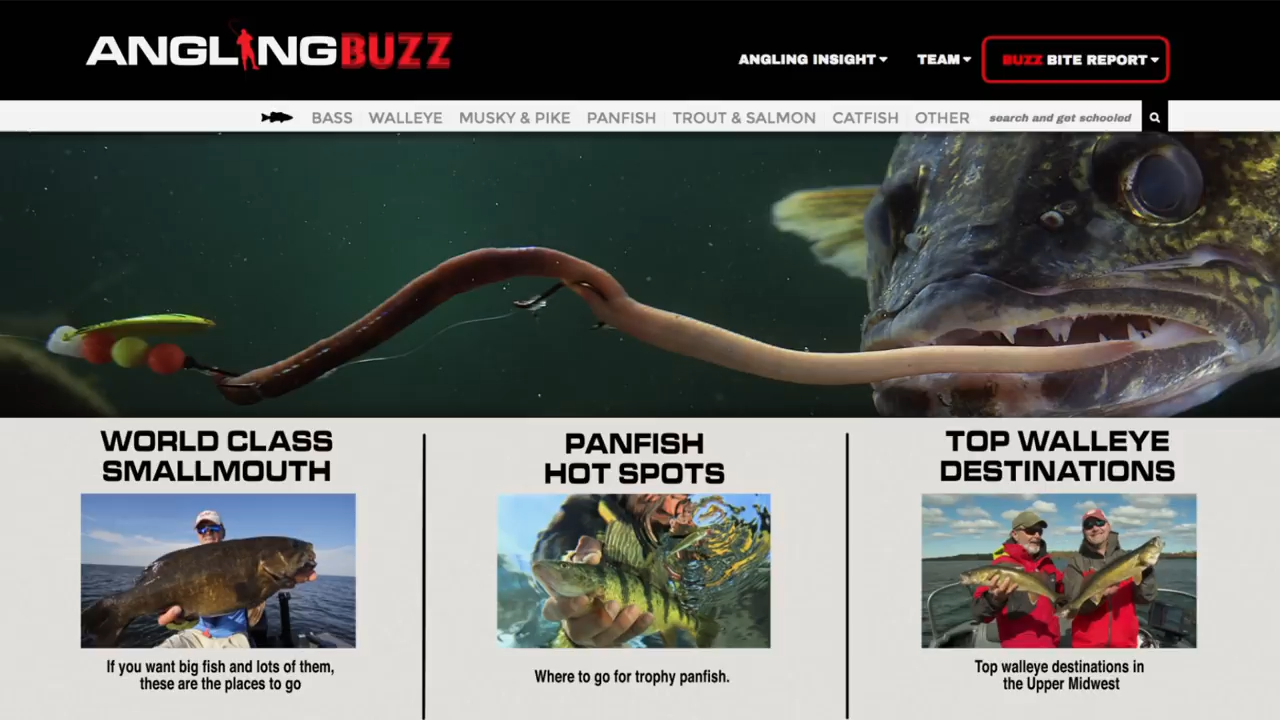 ANGLINGBUZZ
ANGLING INSIGHT TEAM BUZZ BITE REPORT
BASS WALLEYE MUSKY & PIKE PANFISH TROUT & SALMON CATFISH OTHER search and get schooled
WORLD CLASS
SMALLMOUTH
If you want big fish and lots of them,
these are the places to go
PANFISH
HOT SPOTS
Where to go for trophy panfish.
TOP WALLEYE
DESTINATIONS
Top walleye destinations in
the Upper Midwest